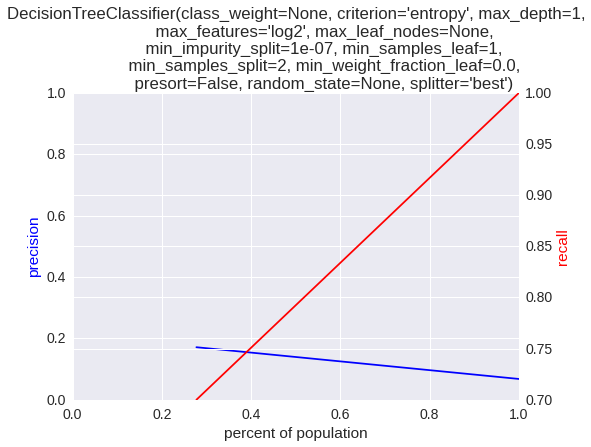 DecisionTreeClassifier(class_weight=None, criterion='entropy', max_depth=1,
max_features='log2', max_leaf_nodes=None,
min_impurity_split=1e-07, min_samples_leaf=1,
min_samples_split=2, min_weight_fraction_leaf=0.0,
presort=False, random_state=None, splitter='best')
1.0
0.8
0.6
0.4
0.2
0.0
precision
1.00
0.95
0.90
0.85
0.80
0.75
0.70
recall
0.0 0.2 0.4 0.6 0.8 1.0
percent of population